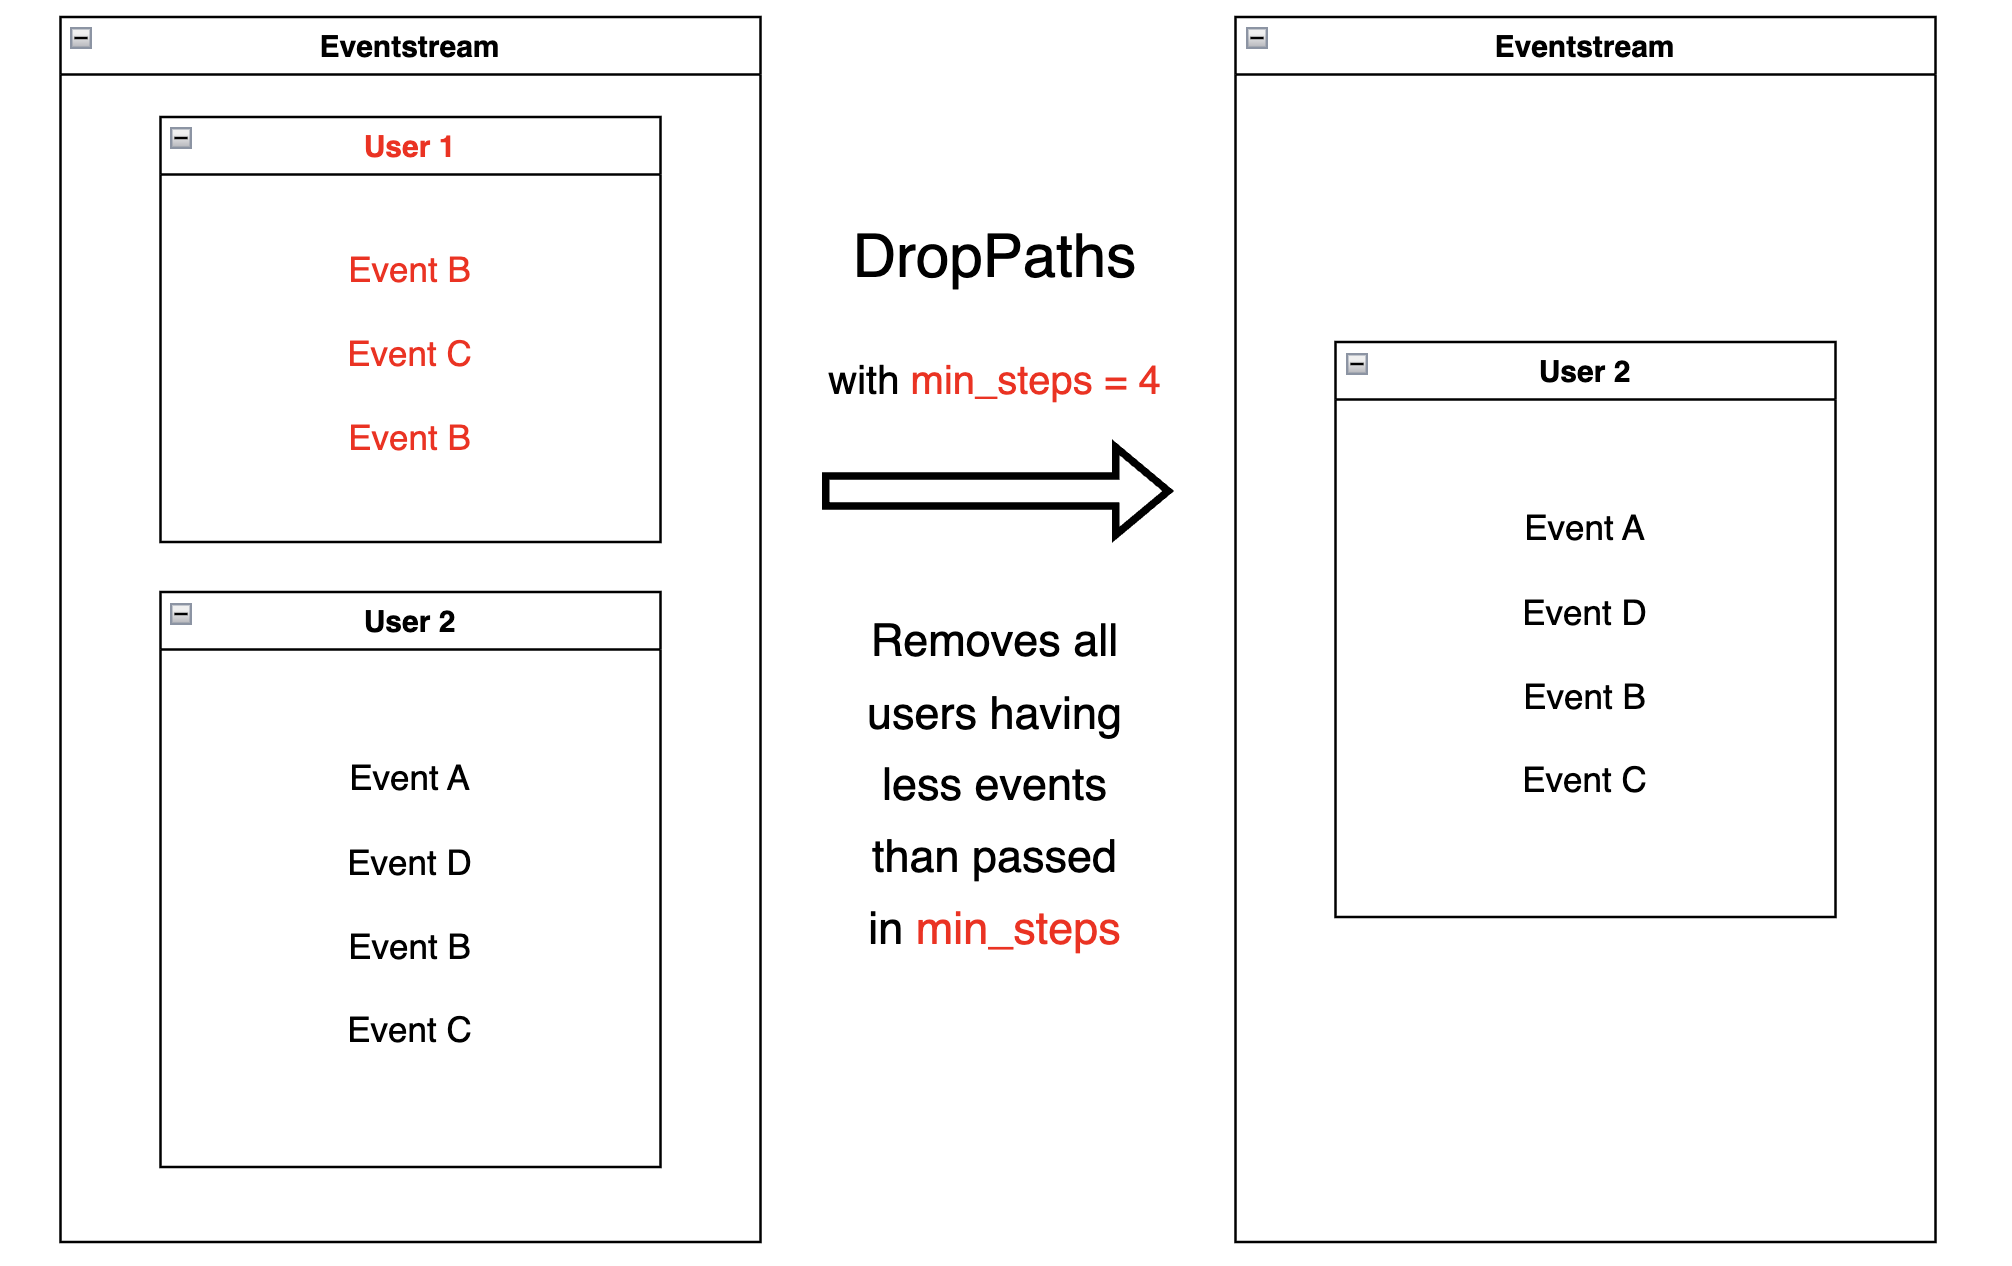 Eventstream
User 1
Event B
Event C
Event B
User 2
Event A
Event D
Event B
Event C
DropPaths
with min_steps = 4
Removes all
users having
less events
than passed
in min_steps
Eventstream
User 2
Event A
Event D
Event B
Event C